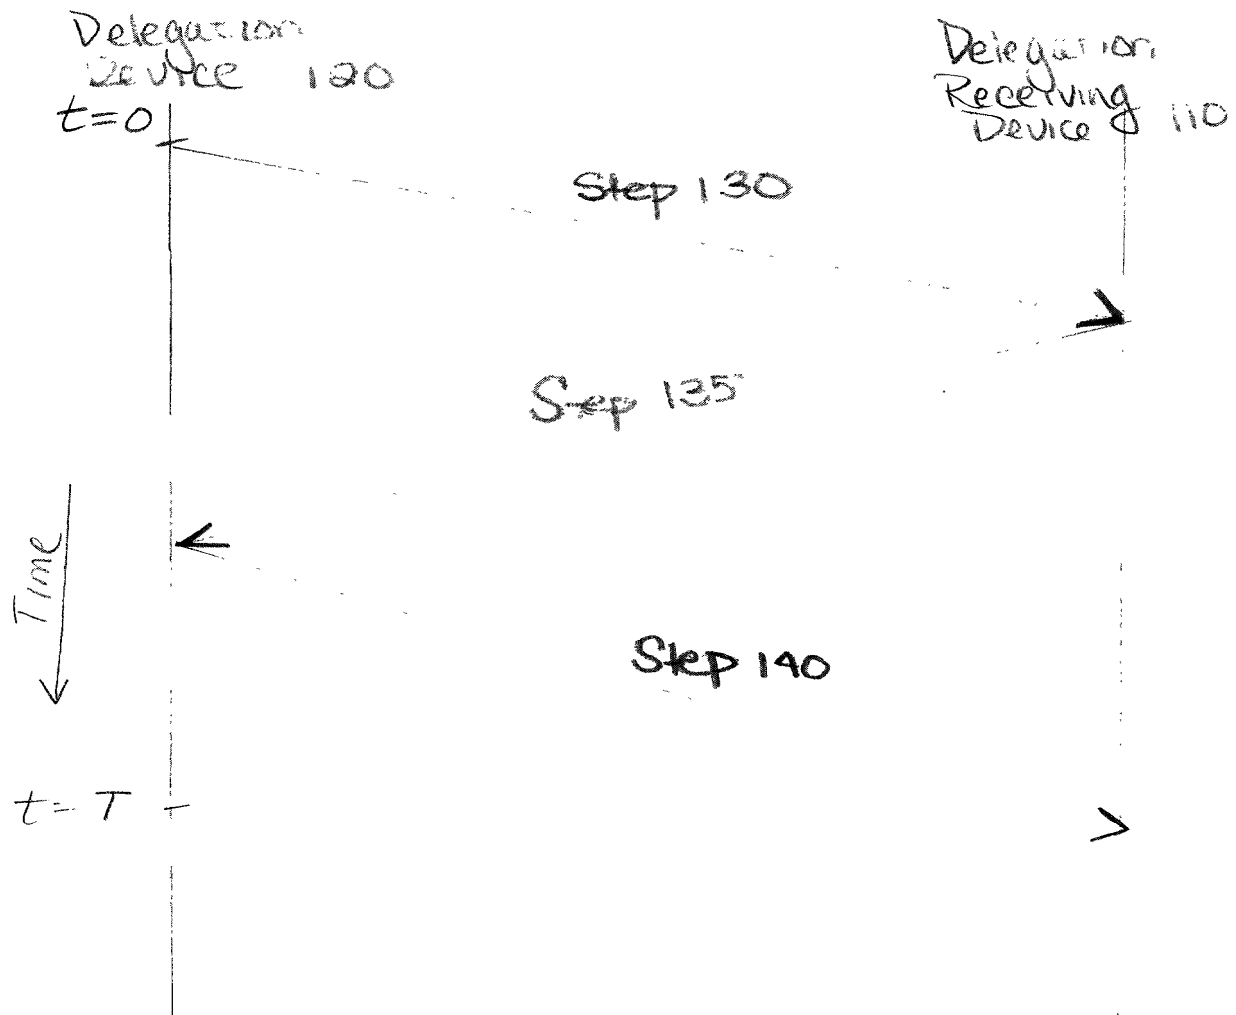 Delegation
Device 120
Delegation
Receiving
Device 110
t=0
Step 130
Step 135
Time
Step 140
t=T